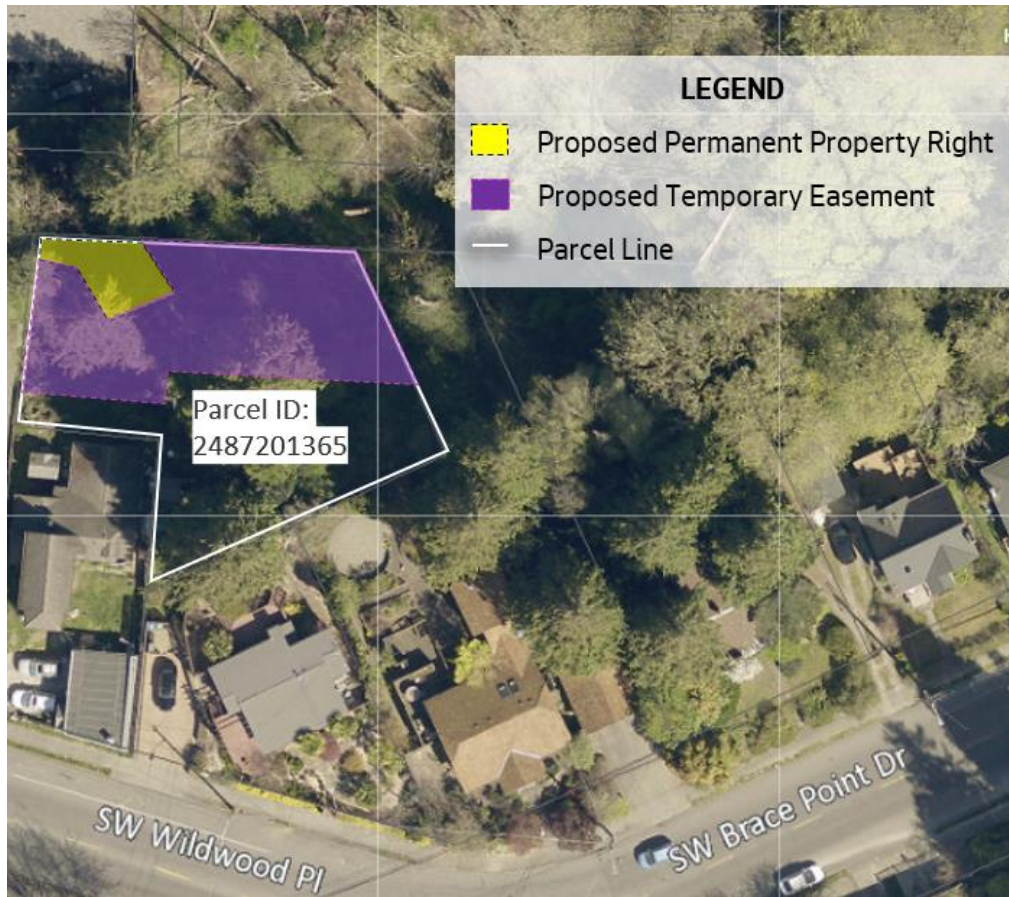 LEGEND
Proposed Permanent Property Right
Proposed Temporary Easement
Parcel Line
Parcel ID:
2487201365
SW Wildwood Pl
SW Brace Point Dr